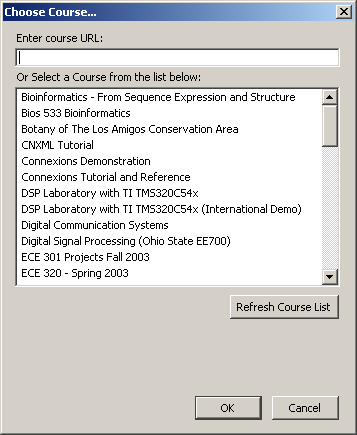 Choose Course...
Enter course URL:
Or Select a Course from the list below:
Bioinformatics - From Sequence Expression and Structure
Bios 533 Bioinformatics
Botany of The Los Amigos Conservation Area
CNXML Tutorial
Connexions Demonstration
Connexions Tutorial and Reference
DSP Laboratory with TI TMS320C54x
DSP Laboratory with TI TMS320C54x (International Demo)
Digital Communication Systems
Digital Signal Processing (Ohio State EE700)
ECE 301 Projects Fall 2003
ECE 320 - Spring 2003
Refresh Course List
OK
Cancel